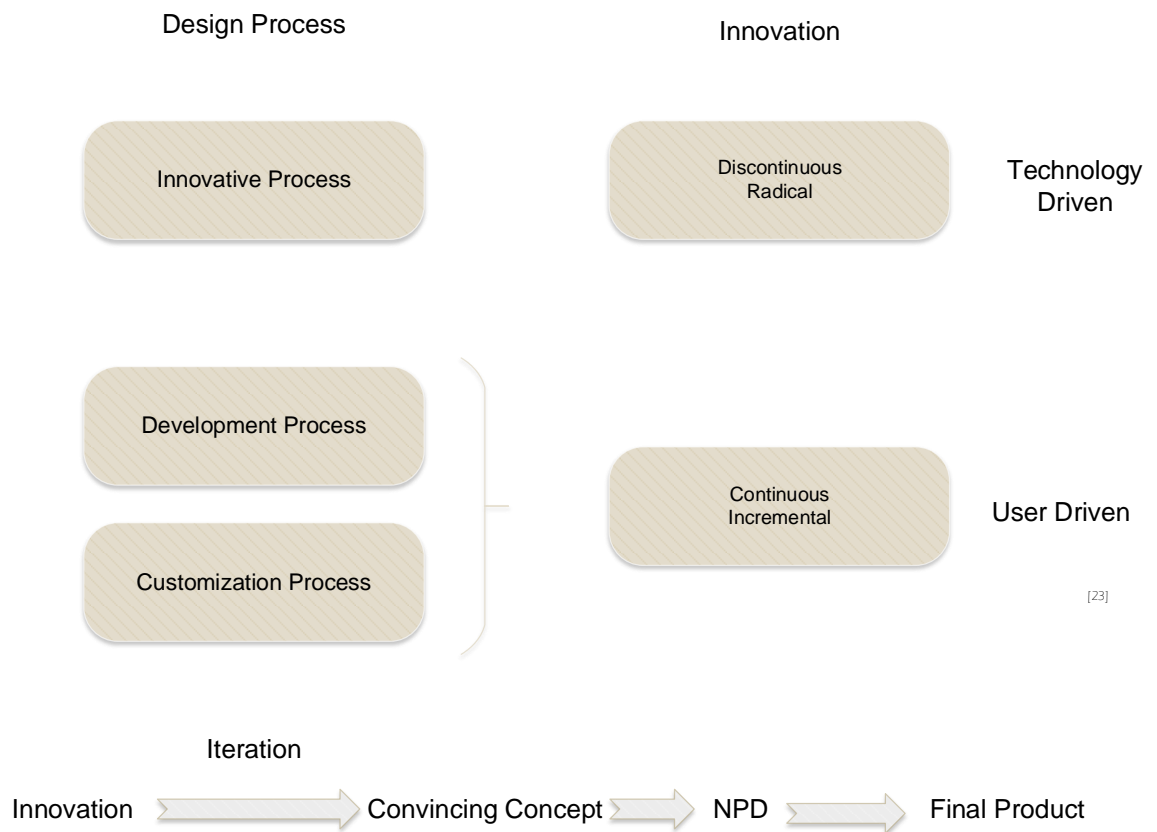 Design Process
Innovation
Innovative Process
Discontinuous
Radical
Technology
Driven
Development Process
Customization Process
Continuous
Incremental
User Driven
[23]
Iteration
Innovation
Convincing Concept
NPD
Final Product